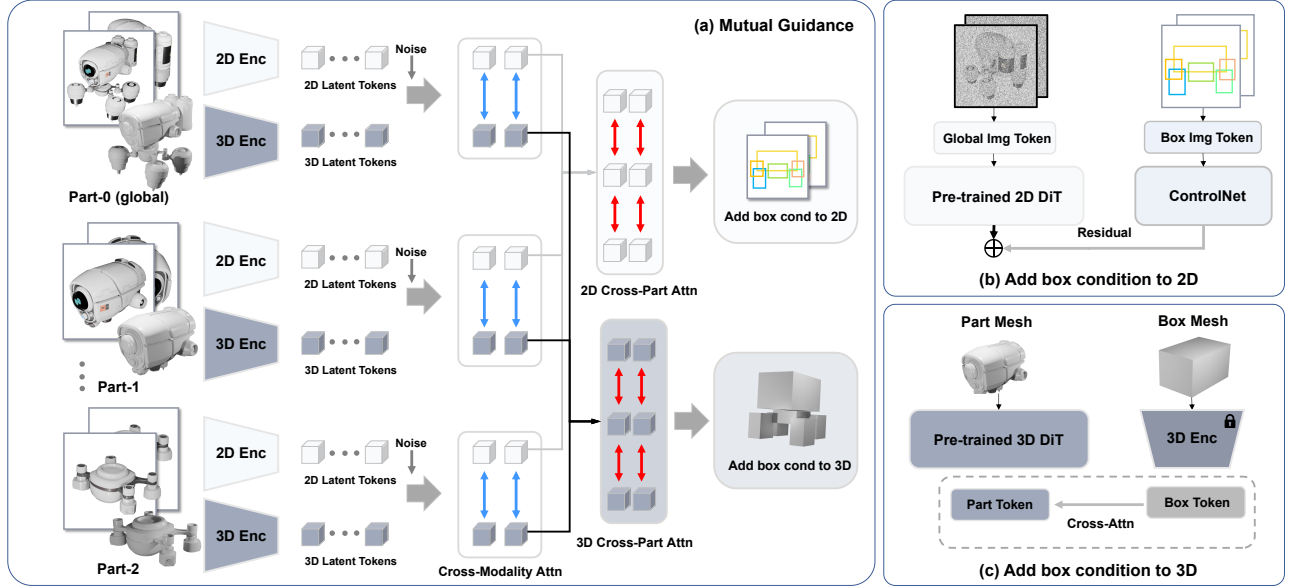 (a) Mutual Guidance
2D Enc
Noise
2D Latent Tokens
3D Enc
3D Latent Tokens
Part-0 (global)
2D Enc
Noise
2D Latent Tokens
3D Enc
3D Latent Tokens
Part-1
2D Enc
Noise
2D Latent Tokens
3D Enc
3D Latent Tokens
Part-2
Cross-Modality Attn
2D Cross-Part Attn
3D Cross-Part Attn
Add box cond to 2D
Add box cond to 3D
Global Img Token
Box Img Token
Pre-trained 2D DiT
ControlNet
Residual
(b) Add box condition to 2D
Part Mesh
Box Mesh
Pre-trained 3D DiT
3D Enc
Part Token
Box Token
Cross-Attn
(c) Add box condition to 3D